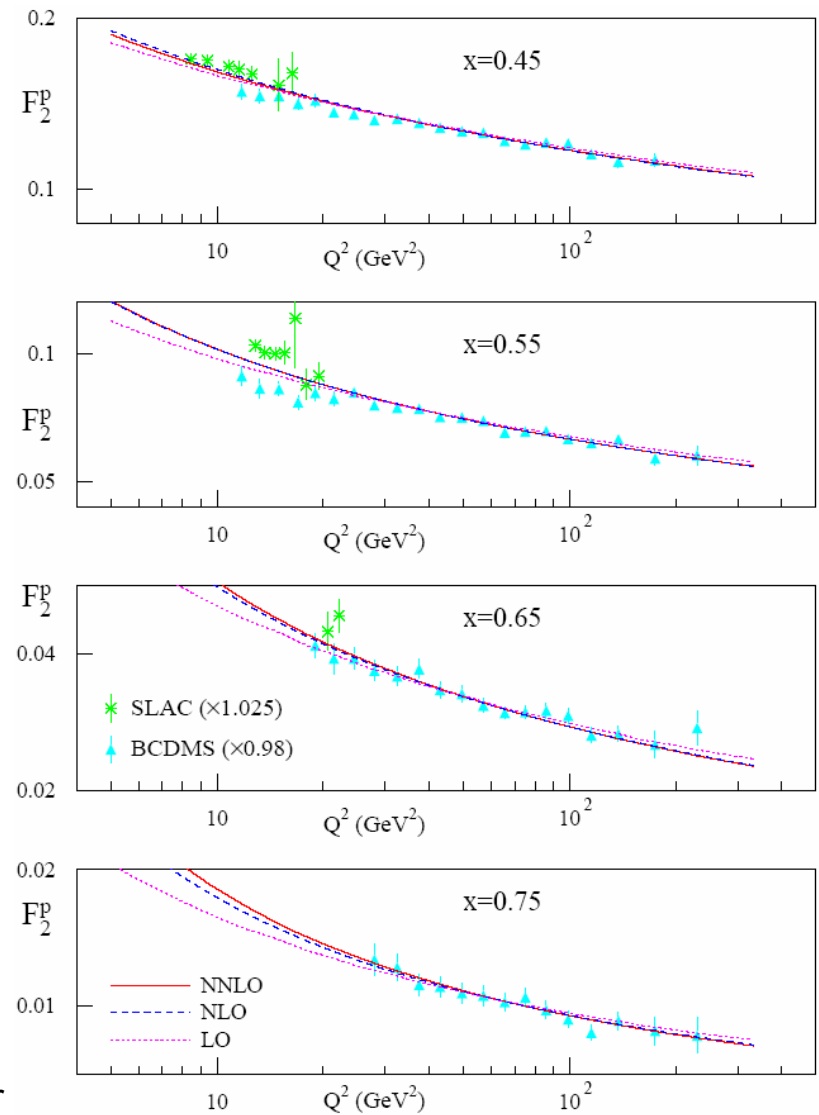 0.2
x=0.45
F₂ᵖ
0.1
10
Q² (GeV²)
10²
x=0.55
0.1
F₂ᵖ
0.05
10
Q² (GeV²)
10²
F₂ᵖ
x=0.65
0.04
SLAC (×1.025)
BCDMS (×0.98)
0.02
10
Q² (GeV²)
10²
0.02
F₂ᵖ
x=0.75
NNLO
0.01
NLO
LO
10
Q² (GeV²)
10²